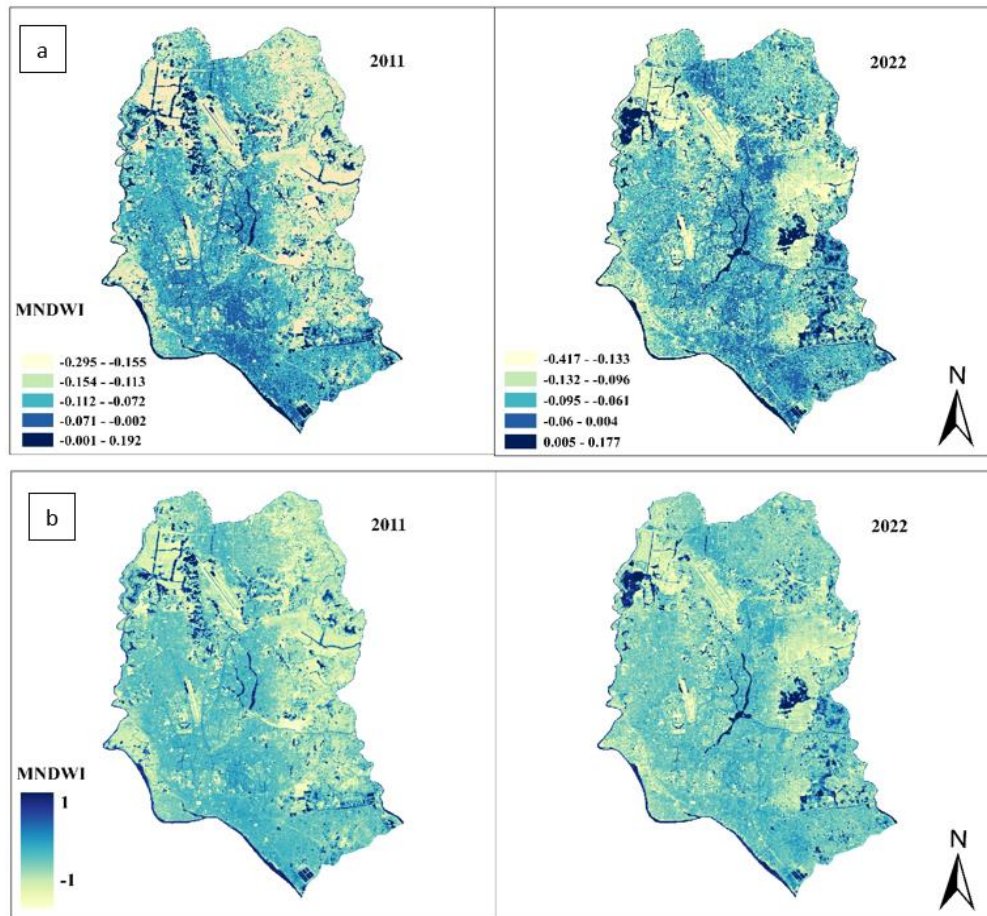 a
2011
2022
MNDWI
-0.295 - -0.155
-0.154 - -0.113
-0.112 - -0.072
-0.071 - -0.002
-0.001 - 0.192
-0.417 - -0.133
-0.132 - -0.096
-0.095 - -0.061
-0.06 - 0.004
0.005 - 0.177
N
b
2011
2022
MNDWI
1
-1
N